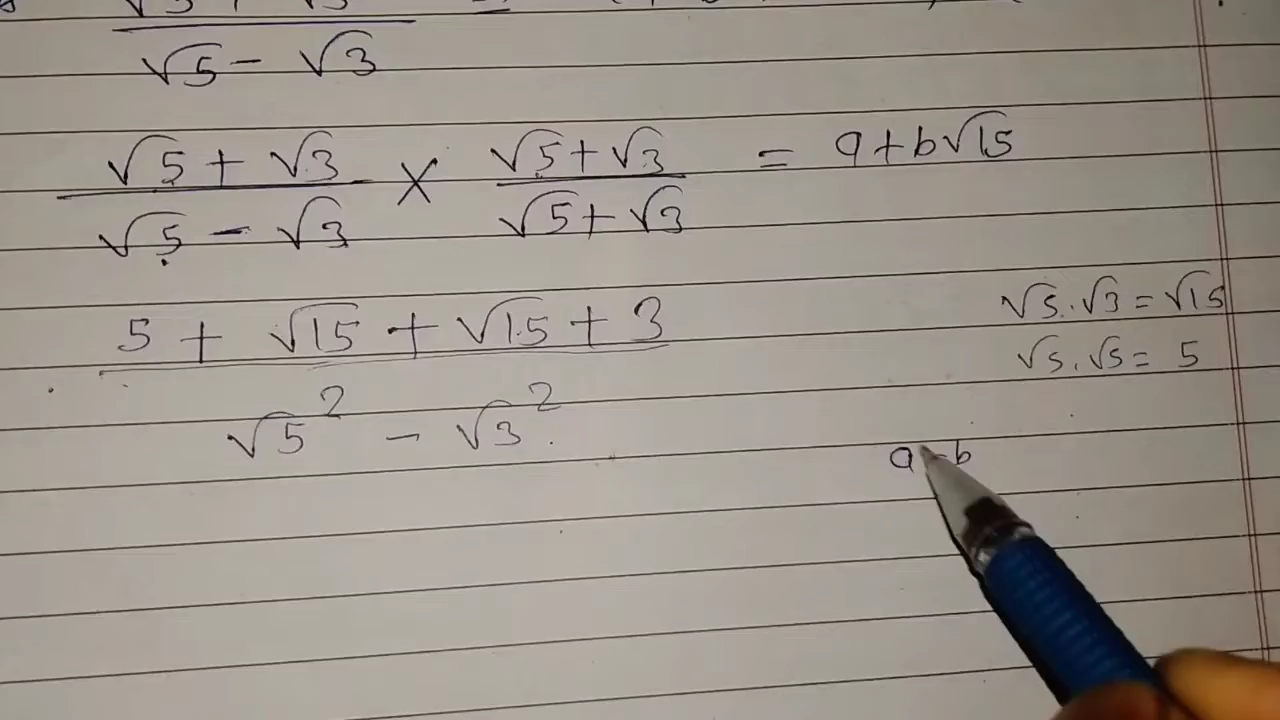 √5 - √3
√5 + √3 / √5 - √3 × √5 + √3 / √5 + √3 = a + b√15
5 + √15 + √15 + 3 / √5² - √3²
√5 . √3 = √15
√5 . √5 = 5
a - b